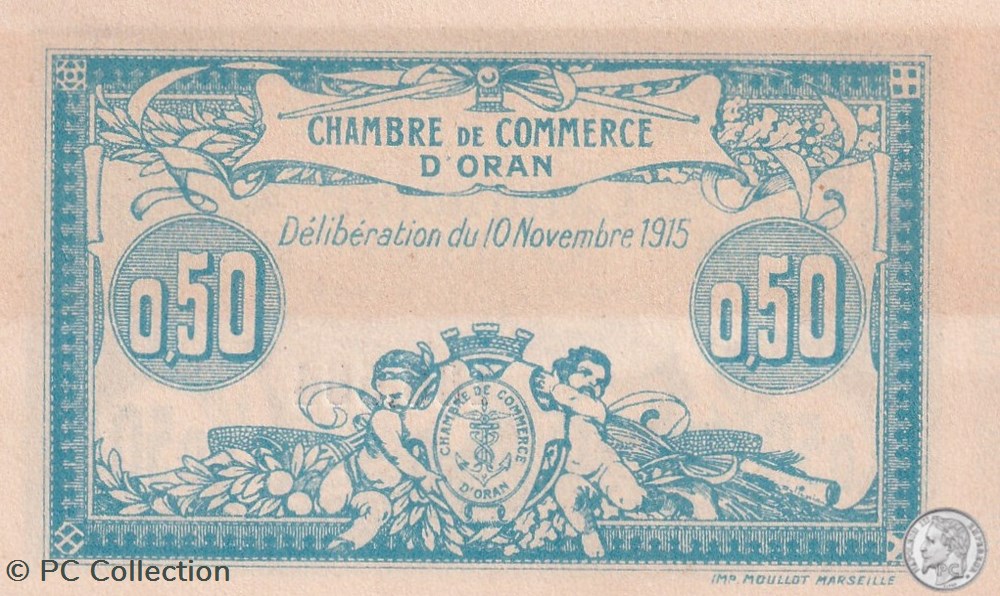 CHAMBRE DE COMMERCE
D'ORAN
Délibération du 10 Novembre 1915
0,50
0,50
CHAMBRE DE COMMERCE
D'ORAN
IMP. MOULLOT MARSEILLE
PC
© PC Collection